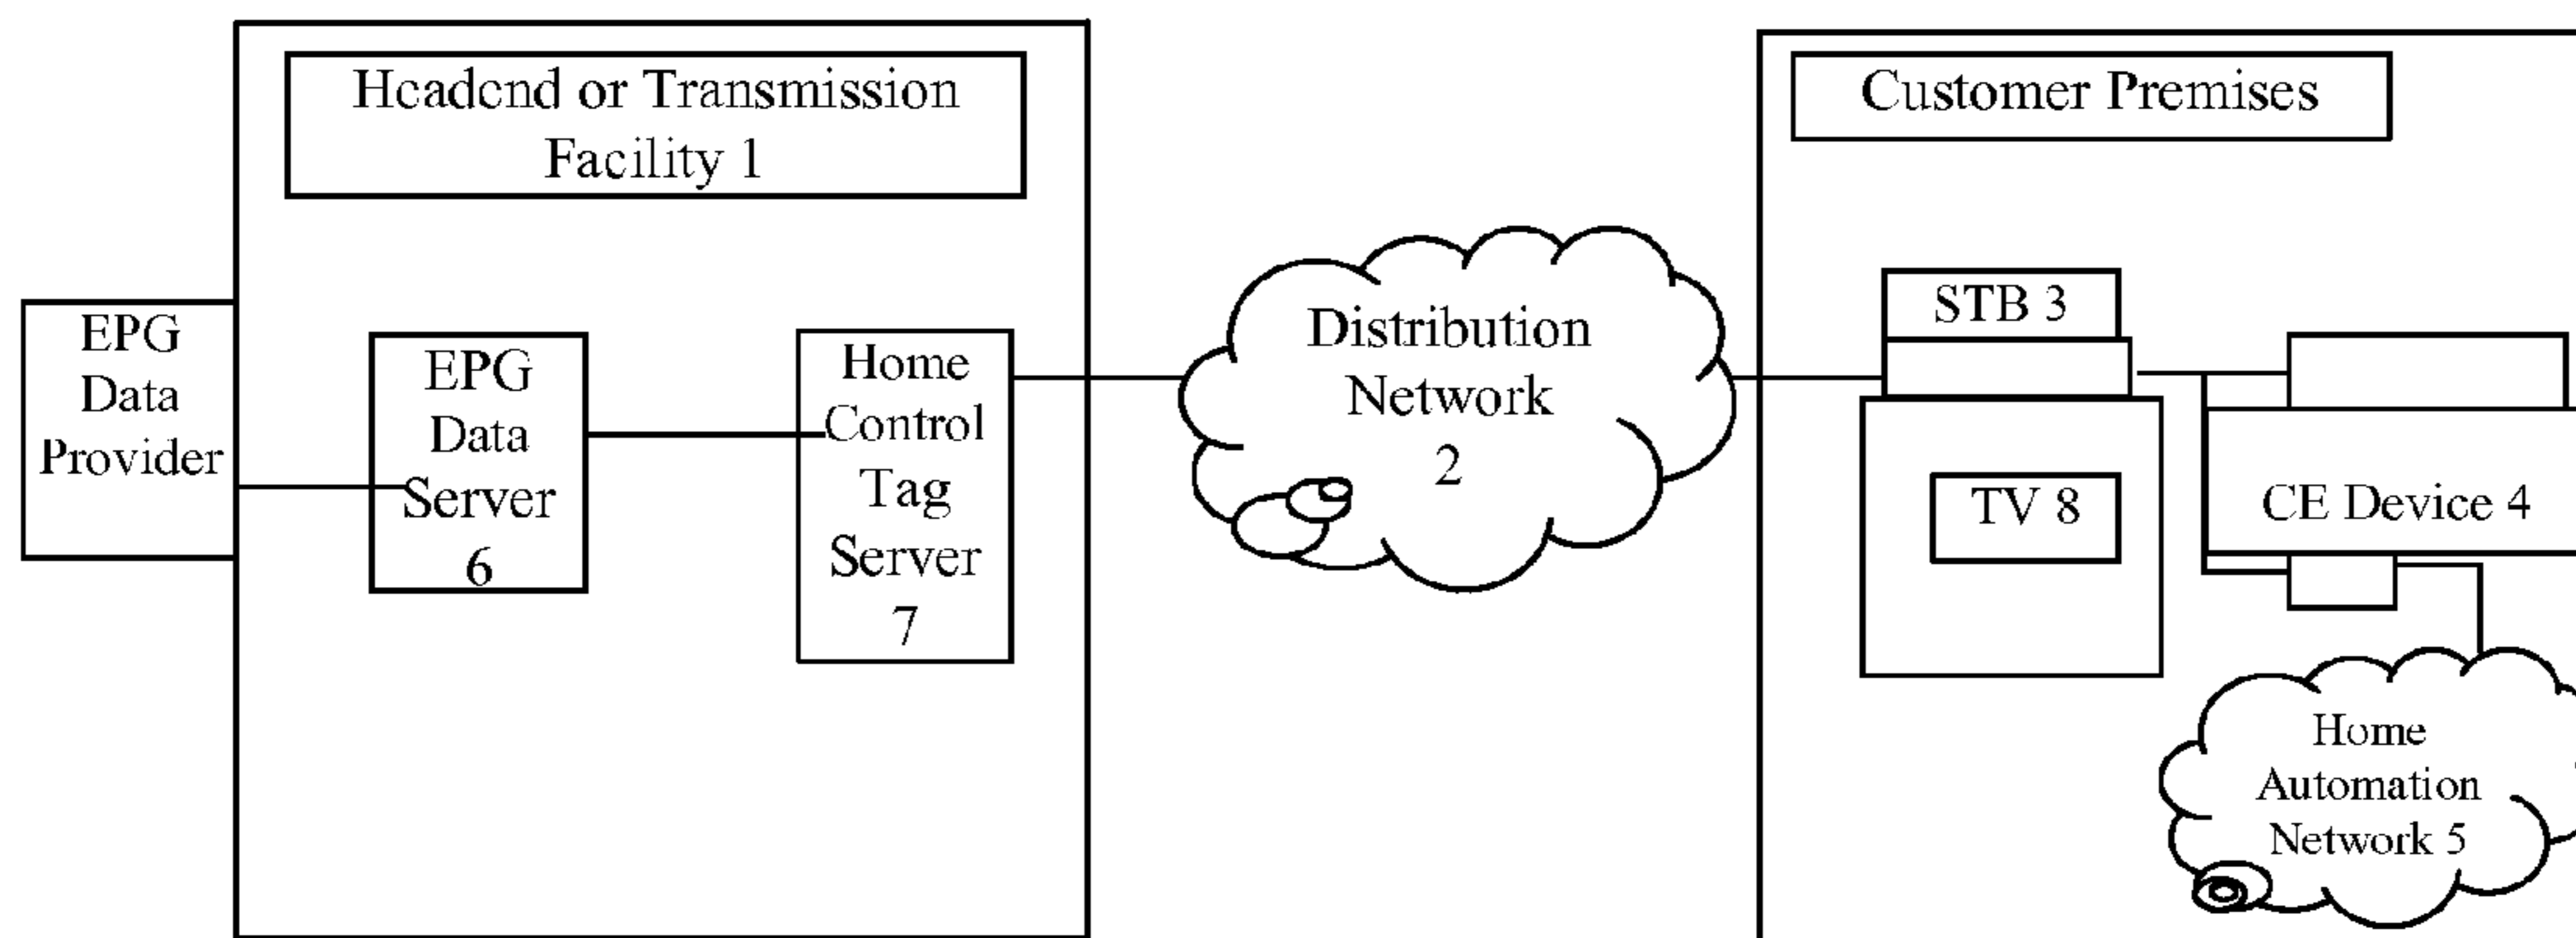 Headend or Transmission
Facility 1
Customer Premises
EPG
Data
Provider
EPG
Data
Server
6
Home
Control
Tag
Server
7
Distribution
Network
2
STB 3
TV 8
CE Device 4
Home
Automation
Network 5